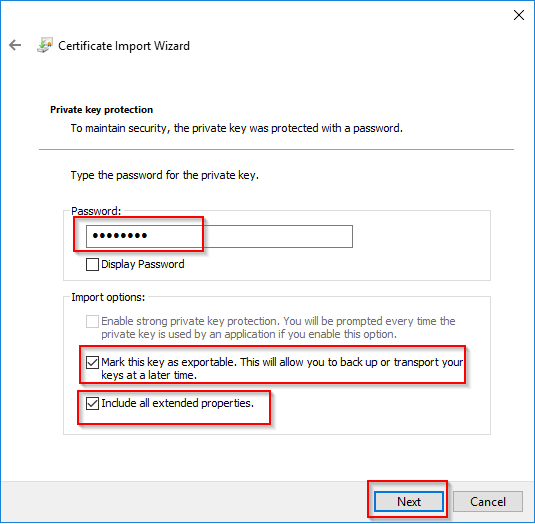 Certificate Import Wizard
Private key protection
To maintain security, the private key was protected with a password.
Type the password for the private key.
Password:
••••••••
Display Password
Import options:
Enable strong private key protection. You will be prompted every time the
private key is used by an application if you enable this option.
Mark this key as exportable. This will allow you to back up or transport your
keys at a later time.
Include all extended properties.
Next
Cancel